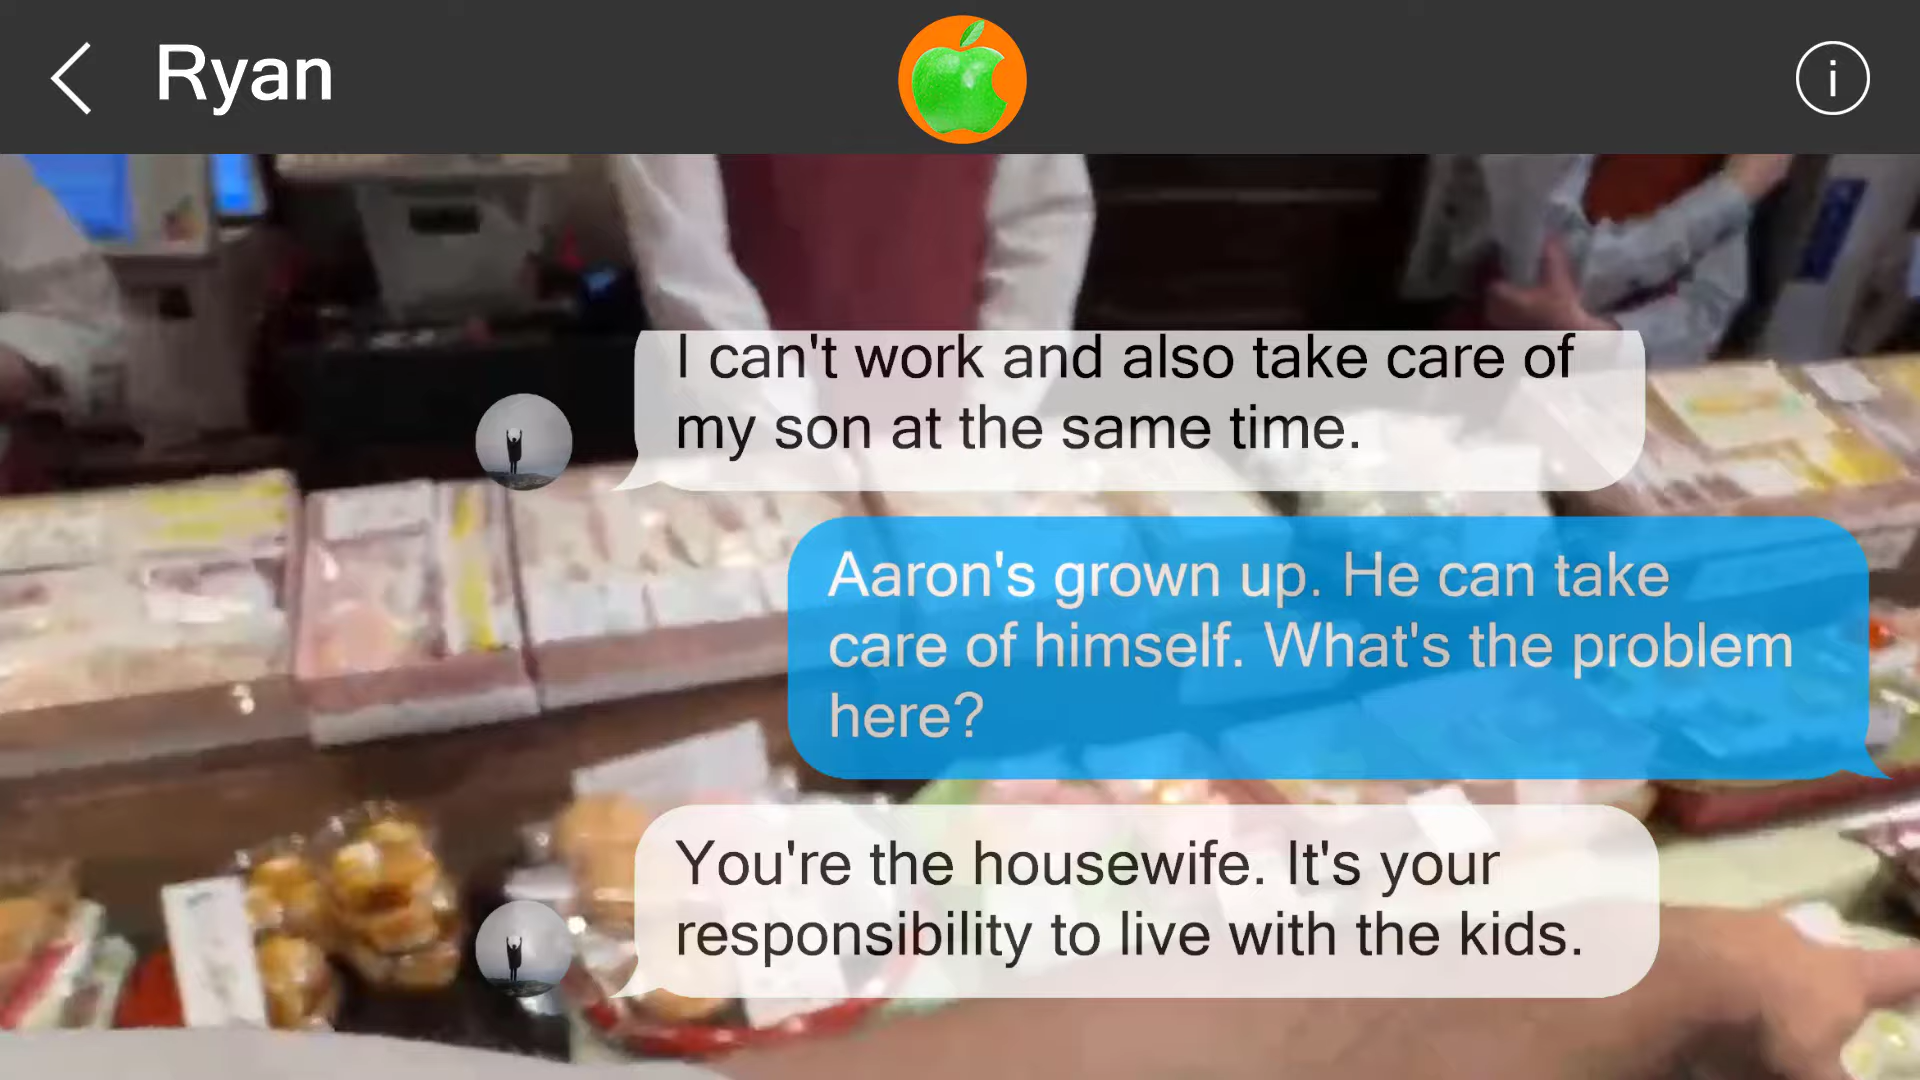 Ryan
I can't work and also take care of
my son at the same time.
Aaron's grown up. He can take
care of himself. What's the problem
here?
You're the housewife. It's your
responsibility to live with the kids.